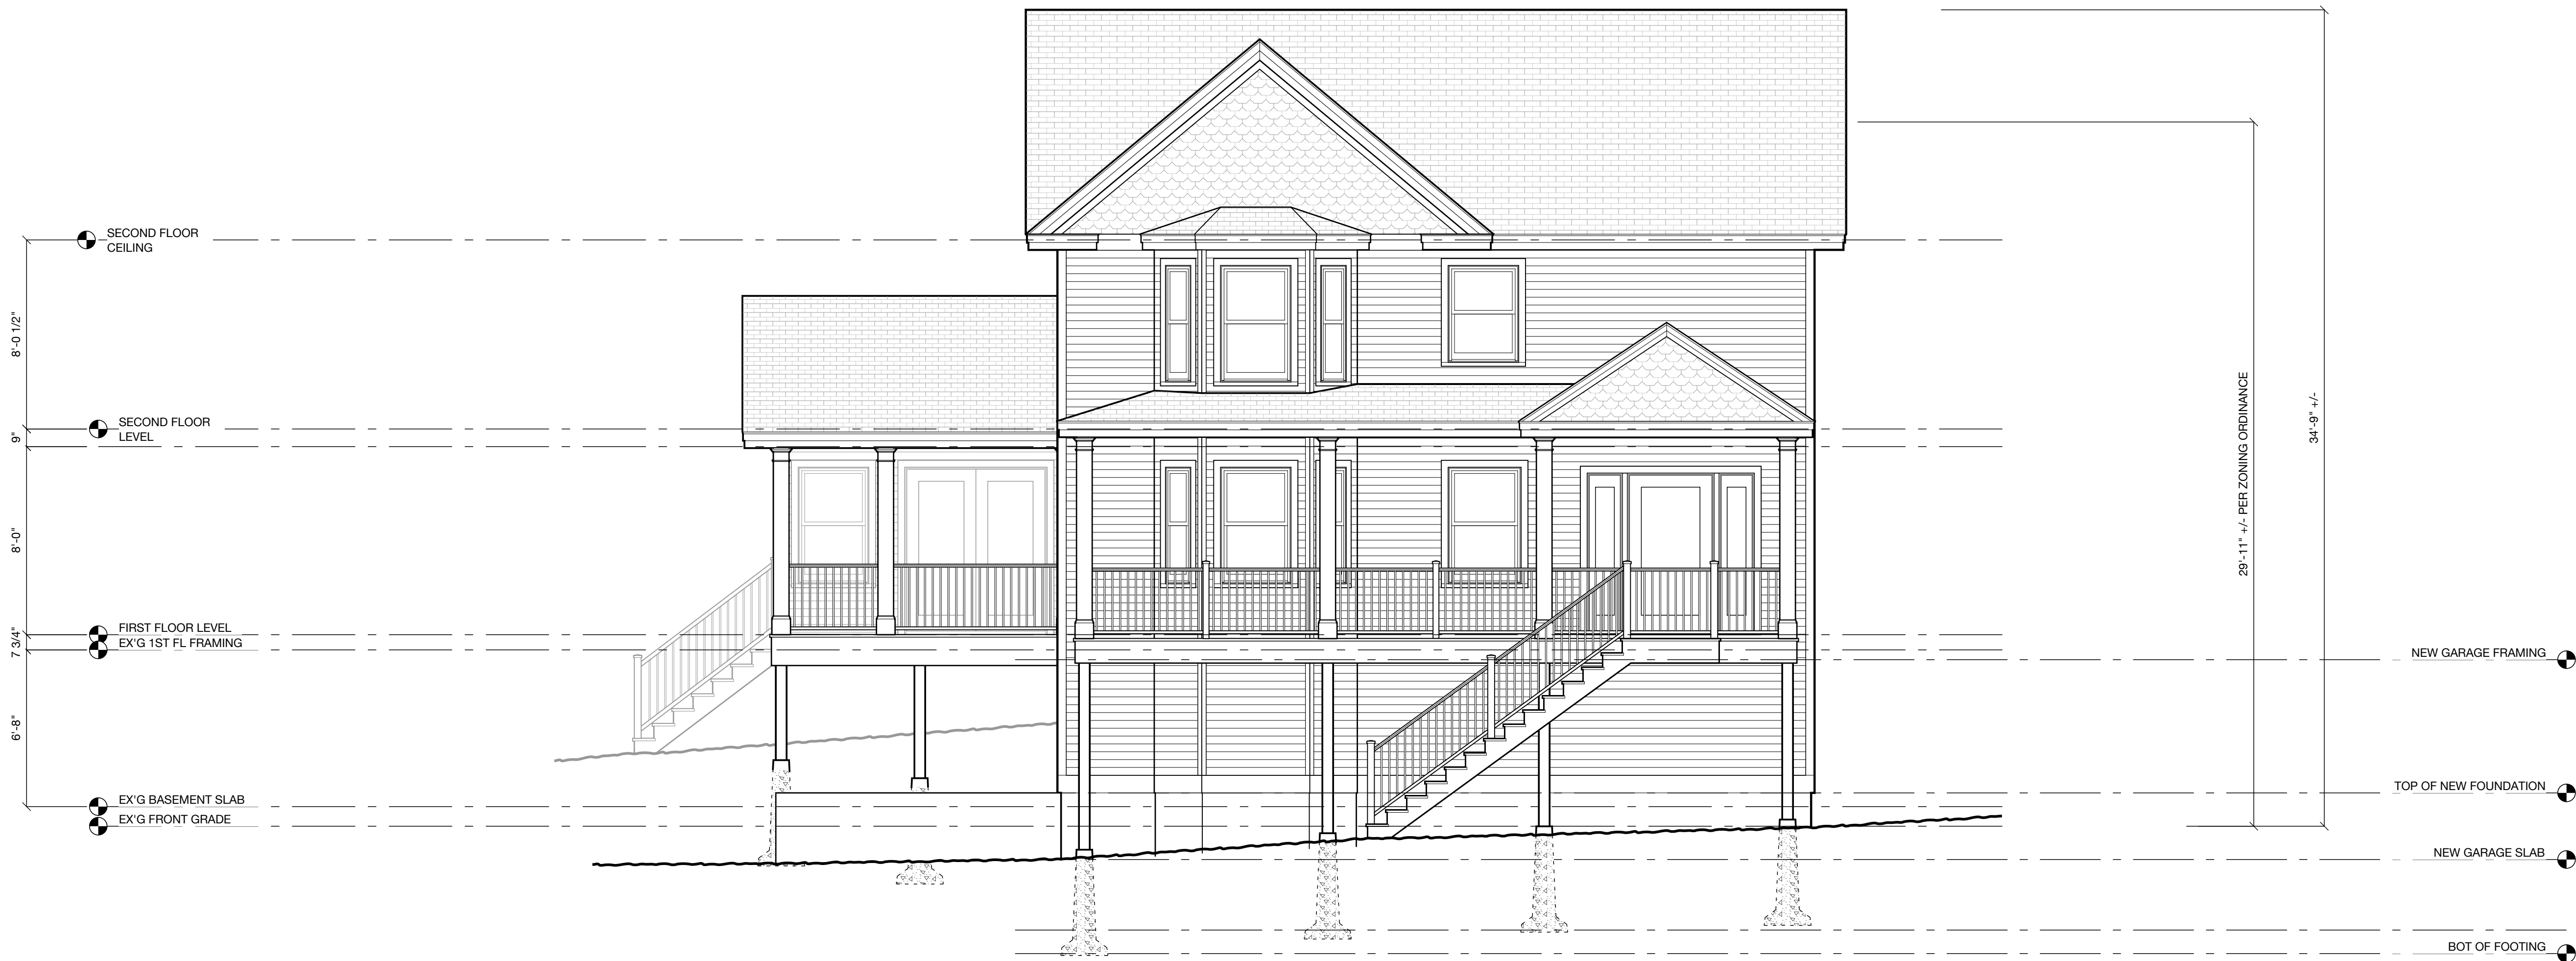 SECOND FLOOR
CEILING
8'-0 1/2"
SECOND FLOOR
LEVEL
9"
8'-0"
FIRST FLOOR LEVEL
7 3/4"
EX'G 1ST FL FRAMING
6'-8"
EX'G BASEMENT SLAB
EX'G FRONT GRADE
29'-11" +/- PER ZONING ORDINANCE
34'-9" +/-
NEW GARAGE FRAMING
TOP OF NEW FOUNDATION
NEW GARAGE SLAB
BOT OF FOOTING